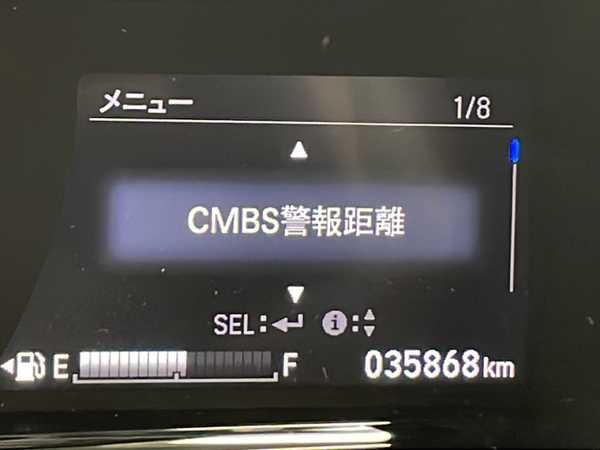 メニュー 1/8
▲
CMBS警報距離
▼
SEL:↵ i:▲▼
E F 035868km